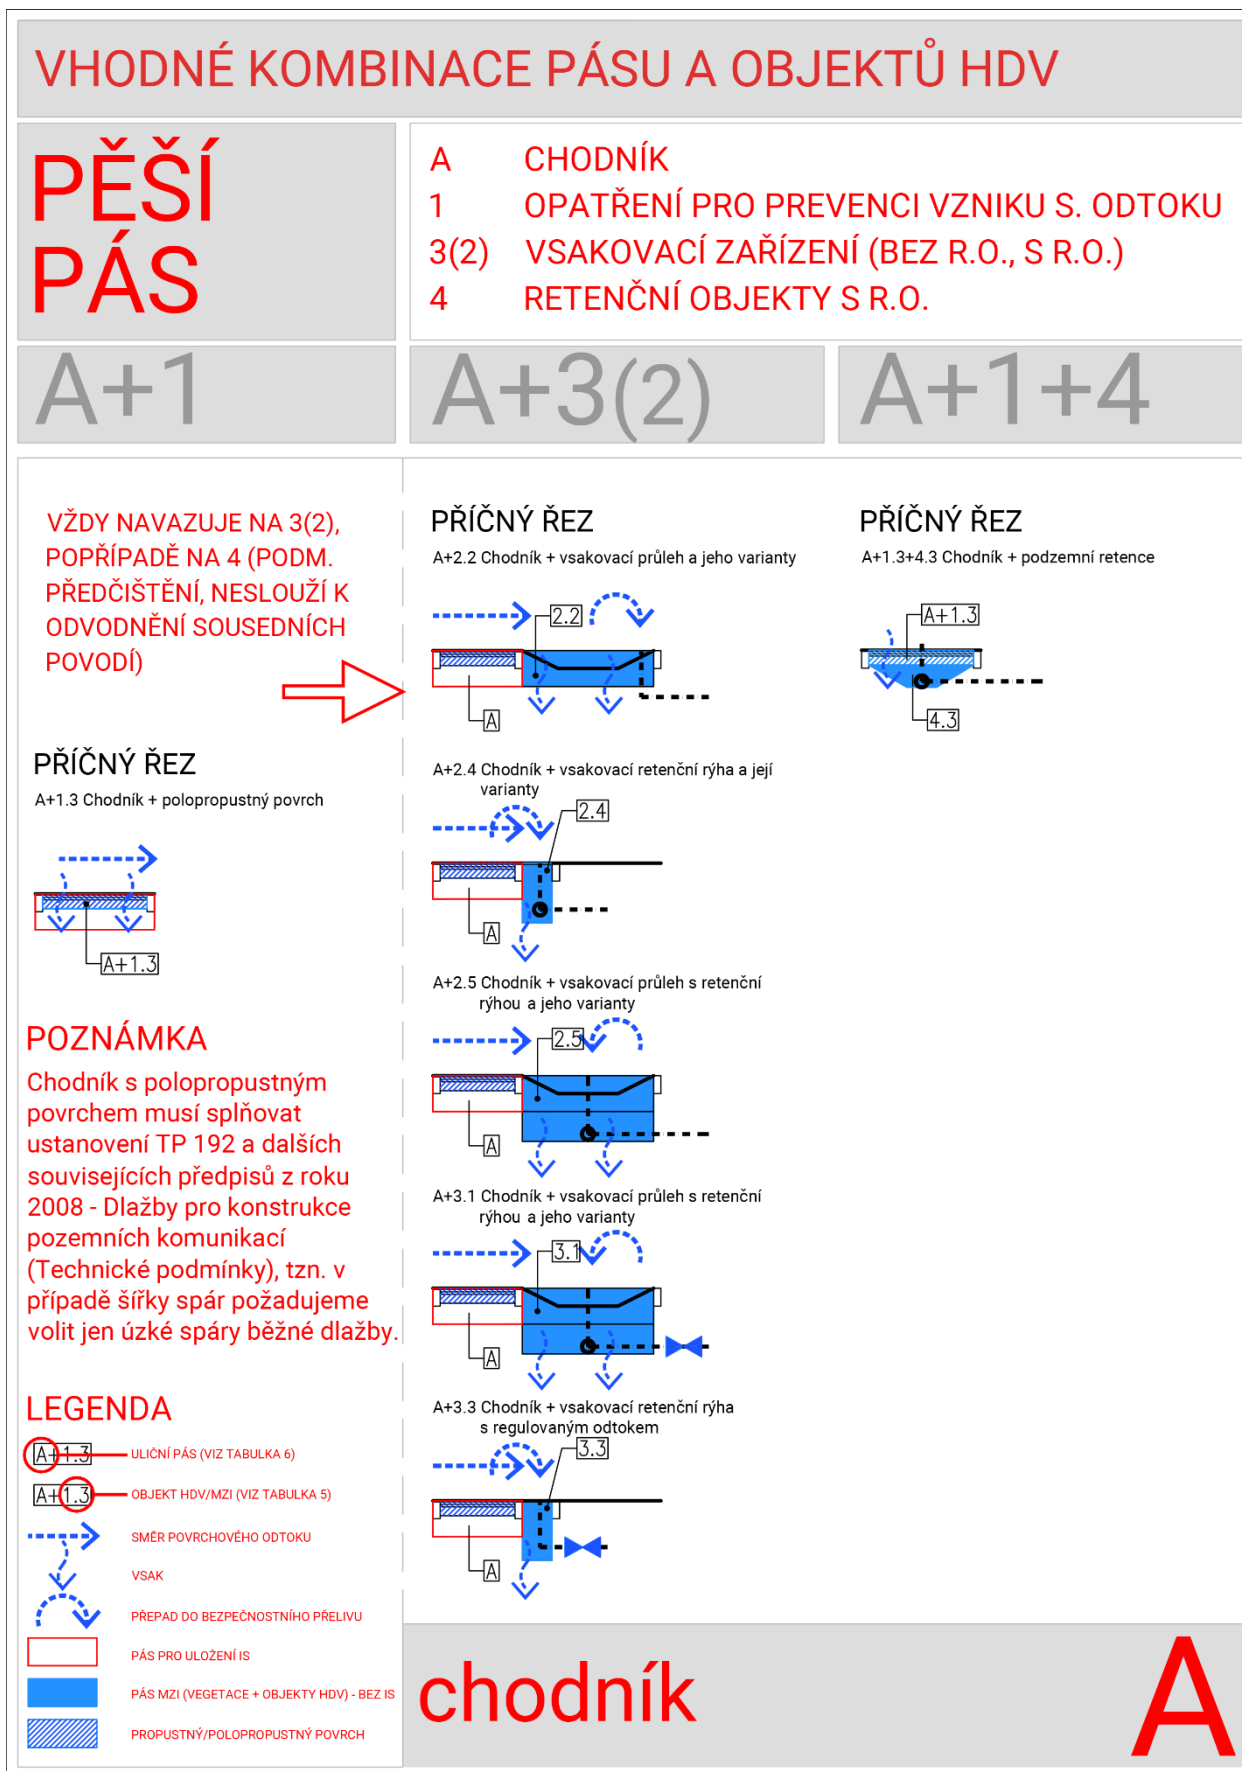 VHODNÉ KOMBINACE PÁSU A OBJEKTŮ HDV
PĚŠÍ
PÁS
A CHODNÍK
1 OPATŘENÍ PRO PREVENCI VZNIKU S. ODTOKU
3(2) VSAKOVACÍ ZAŘÍZENÍ (BEZ R.O., S R.O.)
4 RETENČNÍ OBJEKTY S R.O.
A+1
A+3(2)
A+1+4
VŽDY NAVAZUJE NA 3(2),
POPŘÍPADĚ NA 4 (PODM.
PŘEDČIŠTĚNÍ, NESLOUŽÍ K
ODVODNĚNÍ SOUSEDNÍCH
POVODÍ)
PŘÍČNÝ ŘEZ
A+1.3 Chodník + polopropustný povrch
A+1.3
POZNÁMKA
Chodník s polopropustným
povrchem musí splňovat
ustanovení TP 192 a dalších
souvisejících předpisů z roku
2008 - Dlažby pro konstrukce
pozemních komunikací
(Technické podmínky), tzn. v
případě šířky spár požadujeme
volit jen úzké spáry běžné dlažby.
LEGENDA
A+1.3 ULIČNÍ PÁS (VIZ TABULKA 6)
A+1.3 OBJEKT HDV/MZI (VIZ TABULKA 5)
SMĚR POVRCHOVÉHO ODTOKU
VSAK
PŘEPAD DO BEZPEČNOSTNÍHO PŘELIVU
PÁS PRO ULOŽENÍ IS
PÁS MZI (VEGETACE + OBJEKTY HDV) - BEZ IS
PROPUSTNÝ/POLOPROPUSTNÝ POVRCH
PŘÍČNÝ ŘEZ
A+2.2 Chodník + vsakovací průleh a jeho varianty
2.2
A
A+2.4 Chodník + vsakovací retenční rýha a její
varianty
2.4
A
A+2.5 Chodník + vsakovací průleh s retenční
rýhou a jeho varianty
2.5
A
A+3.1 Chodník + vsakovací průleh s retenční
rýhou a jeho varianty
3.1
A
A+3.3 Chodník + vsakovací retenční rýha
s regulovaným odtokem
3.3
A
PŘÍČNÝ ŘEZ
A+1.3+4.3 Chodník + podzemní retence
A+1.3
4.3
chodník A